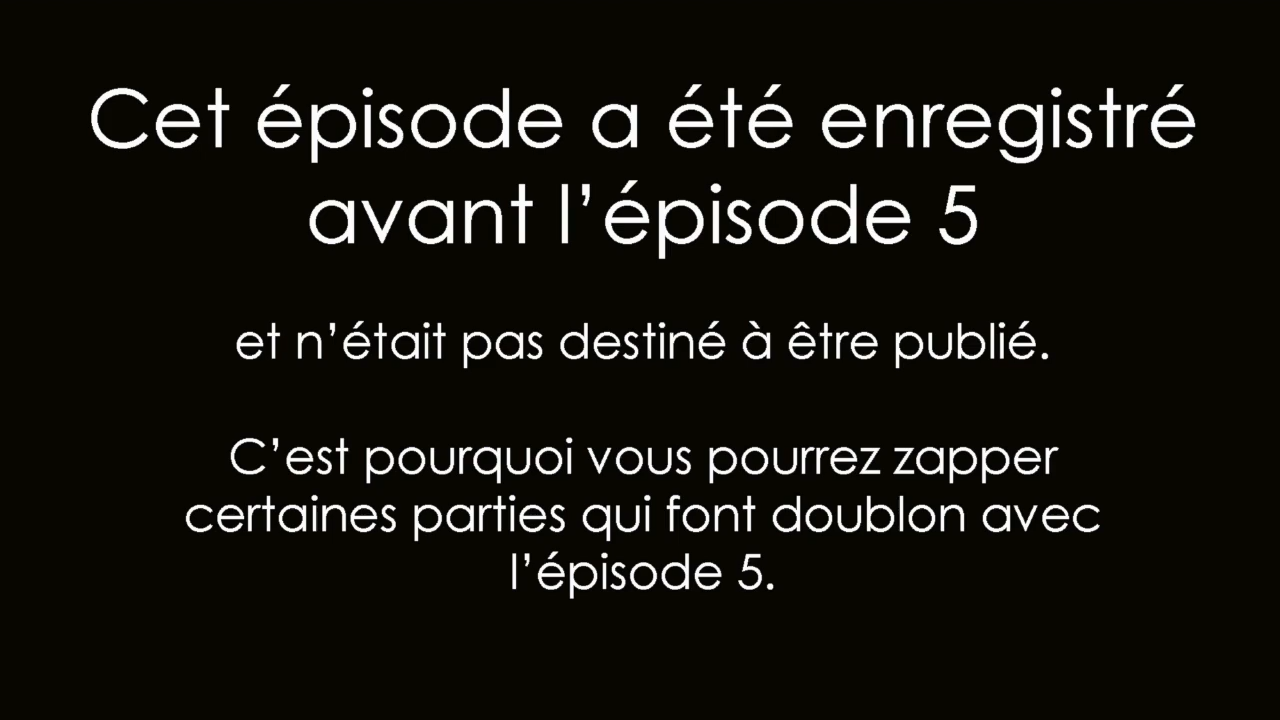 Cet épisode a été enregistré
avant l’épisode 5
et n’était pas destiné à être publié.
C’est pourquoi vous pourrez zapper
certaines parties qui font doublon avec
l’épisode 5.